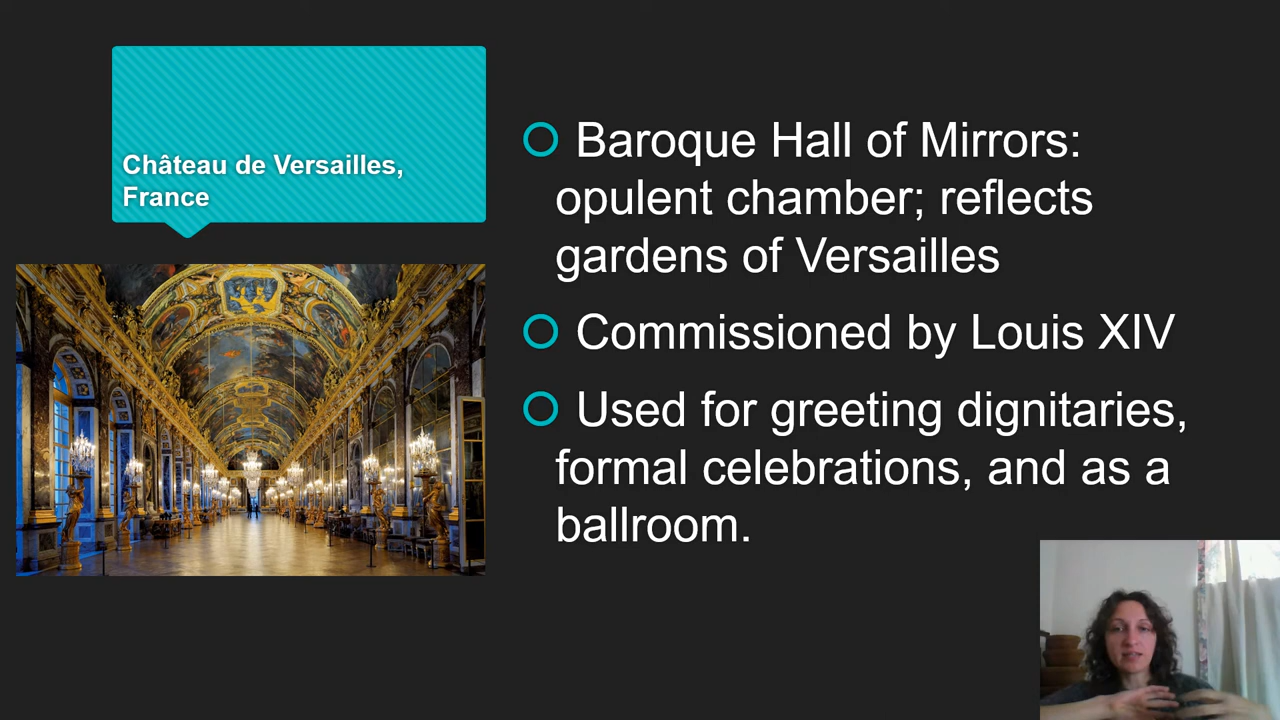 Château de Versailles,
France
Baroque Hall of Mirrors:
opulent chamber; reflects
gardens of Versailles
Commissioned by Louis XIV
Used for greeting dignitaries,
formal celebrations, and as a
ballroom.